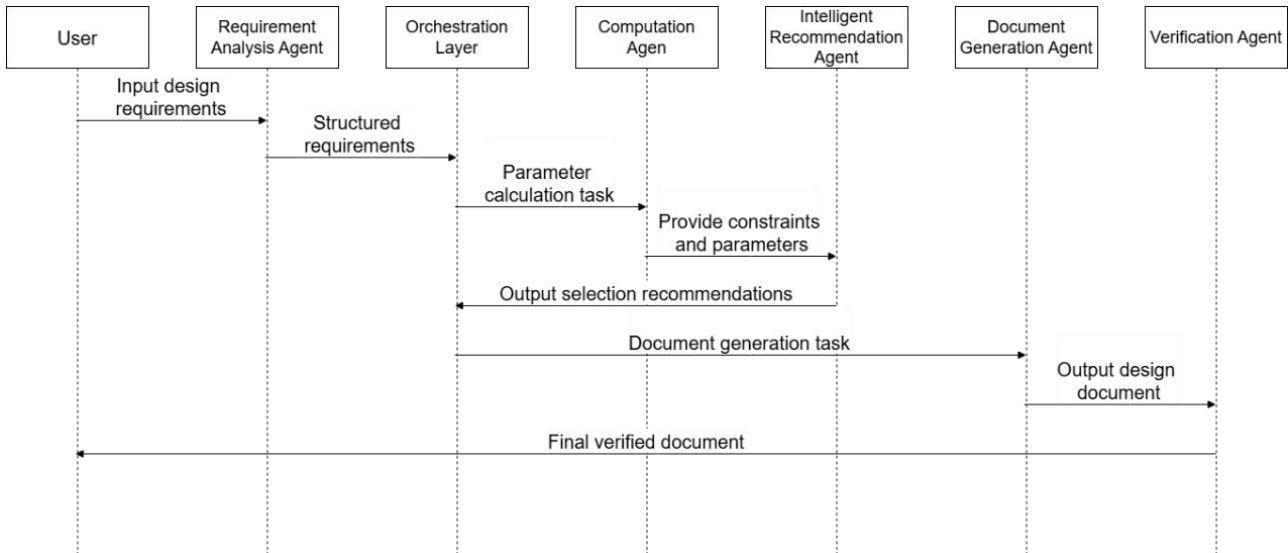 User
Requirement
Analysis Agent
Orchestration
Layer
Computation
Agen
Intelligent
Recommendation
Agent
Document
Generation Agent
Verification Agent
Input design
requirements
Structured
requirements
Parameter
calculation task
Provide constraints
and parameters
Output selection recommendations
Document generation task
Output design
document
Final verified document